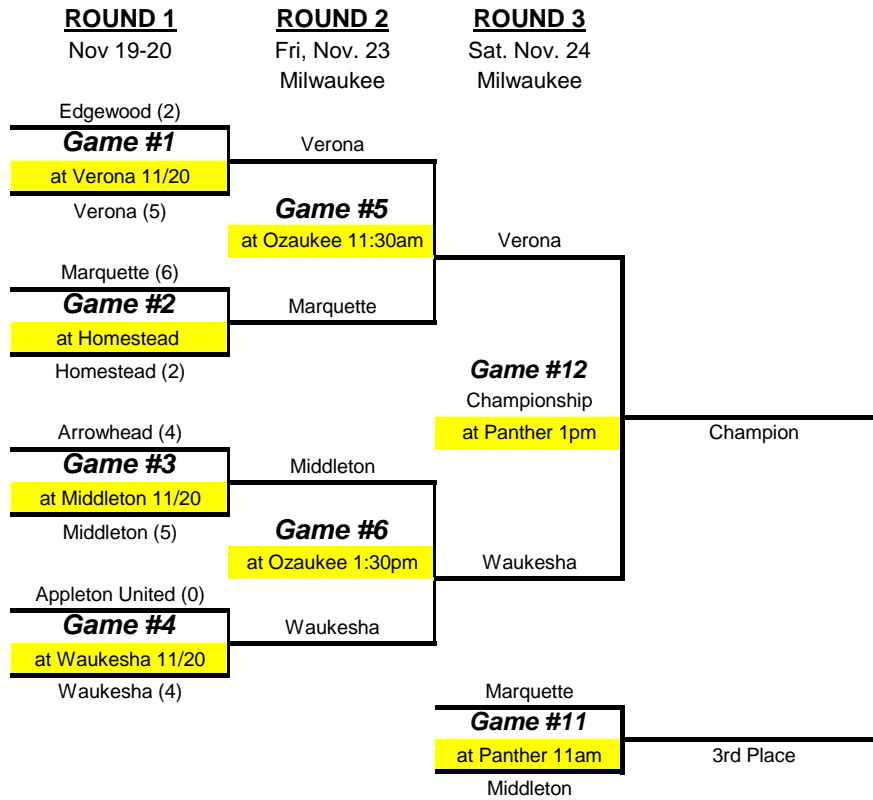 ROUND 1
Nov 19-20
ROUND 2
Fri, Nov. 23
Milwaukee
ROUND 3
Sat. Nov. 24
Milwaukee
Edgewood (2)
Game #1
at Verona 11/20
Verona (5)
Marquette (6)
Game #2
at Homestead
Homestead (2)
Arrowhead (4)
Game #3
at Middleton 11/20
Middleton (5)
Appleton United (0)
Game #4
at Waukesha 11/20
Waukesha (4)
Verona
Game #5
at Ozaukee 11:30am
Marquette
Middleton
Game #6
at Ozaukee 1:30pm
Waukesha
Verona
Game #12
Championship
at Panther 1pm
Waukesha
Champion
Marquette
Game #11
at Panther 11am
Middleton
3rd Place